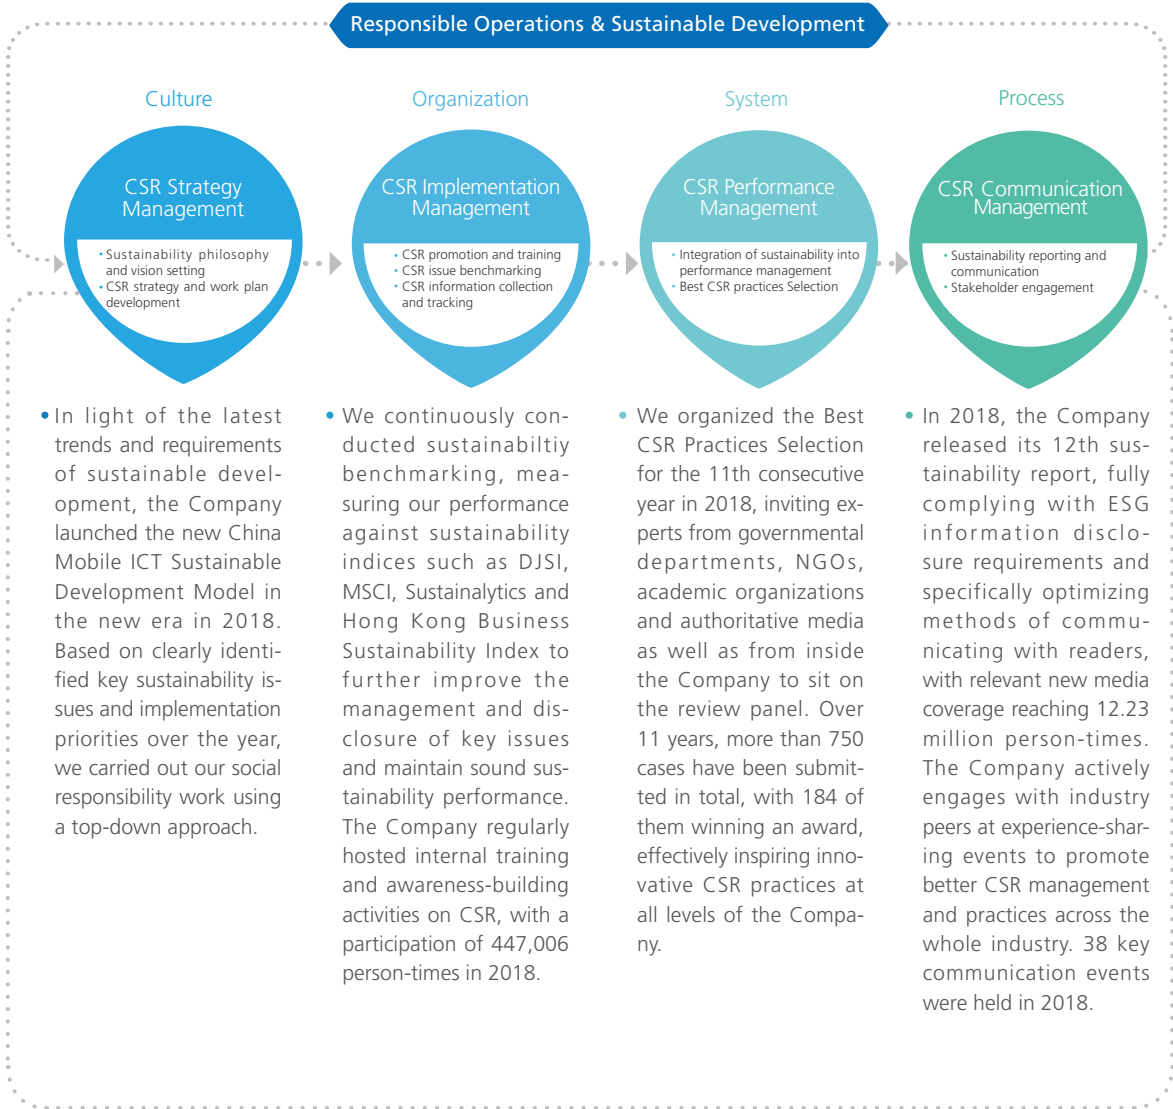 Responsible Operations & Sustainable Development
Culture
CSR Strategy
Management
• Sustainability philosophy
and vision setting
• CSR strategy and work plan
development
• In light of the latest
trends and requirements
of sustainable devel-
opment, the Company
launched the new China
Mobile ICT Sustainable
Development Model in
the new era in 2018.
Based on clearly identi-
fied key sustainability is-
sues and implementation
priorities over the year,
we carried out our social
responsibility work using
a top-down approach.
Organization
CSR Implementation
Management
• CSR promotion and training
• CSR issue benchmarking
• CSR information collection
and tracking
• We continuously con-
ducted sustainabiltiy
benchmarking, mea-
suring our performance
against sustainability
indices such as DJSI,
MSCI, Sustainalytics and
Hong Kong Business
Sustainability Index to
further improve the
management and dis-
closure of key issues
and maintain sound sus-
tainability performance.
The Company regularly
hosted internal training
and awareness-building
activities on CSR, with a
participation of 447,006
person-times in 2018.
System
CSR Performance
Management
• Integration of sustainability into
performance management
• Best CSR practices Selection
• We organized the Best
CSR Practices Selection
for the 11th consecutive
year in 2018, inviting ex-
perts from governmental
departments, NGOs,
academic organizations
and authoritative media
as well as from inside
the Company to sit on
the review panel. Over
11 years, more than 750
cases have been submit-
ted in total, with 184 of
them winning an award,
effectively inspiring inno-
vative CSR practices at
all levels of the Compa-
ny.
Process
CSR Communication
Management
• Sustainability reporting and
communication
• Stakeholder engagement
• In 2018, the Company
released its 12th sus-
tainability report, fully
complying with ESG
information disclo-
sure requirements and
specifically optimizing
methods of commu-
nicating with readers,
with relevant new media
coverage reaching 12.23
million person-times.
The Company actively
engages with industry
peers at experience-shar-
ing events to promote
better CSR management
and practices across the
whole industry. 38 key
communication events
were held in 2018.